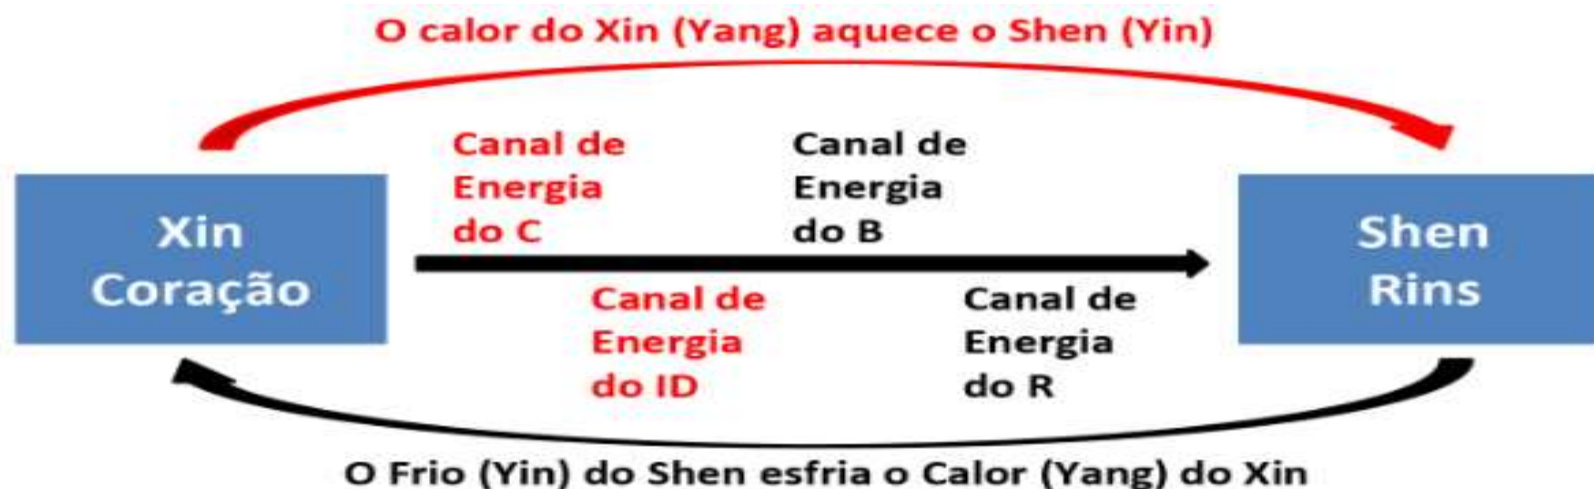 O calor do Xin (Yang) aquece o Shen (Yin)
Canal de
Energia
do C
Canal de
Energia
do B
Xin
Coração
Shen
Rins
Canal de
Energia
do ID
Canal de
Energia
do R
O Frio (Yin) do Shen esfria o Calor (Yang) do Xin